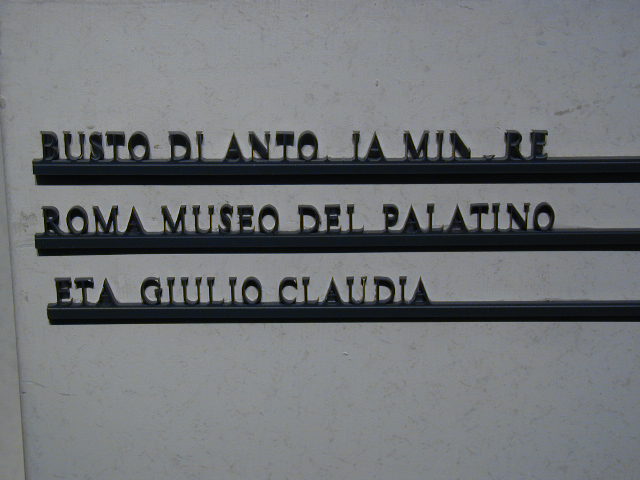 BUSTO DI ANTO IA MIN RE
ROMA MUSEO DEL PALATINO
ETA GIULIO CLAUDIA